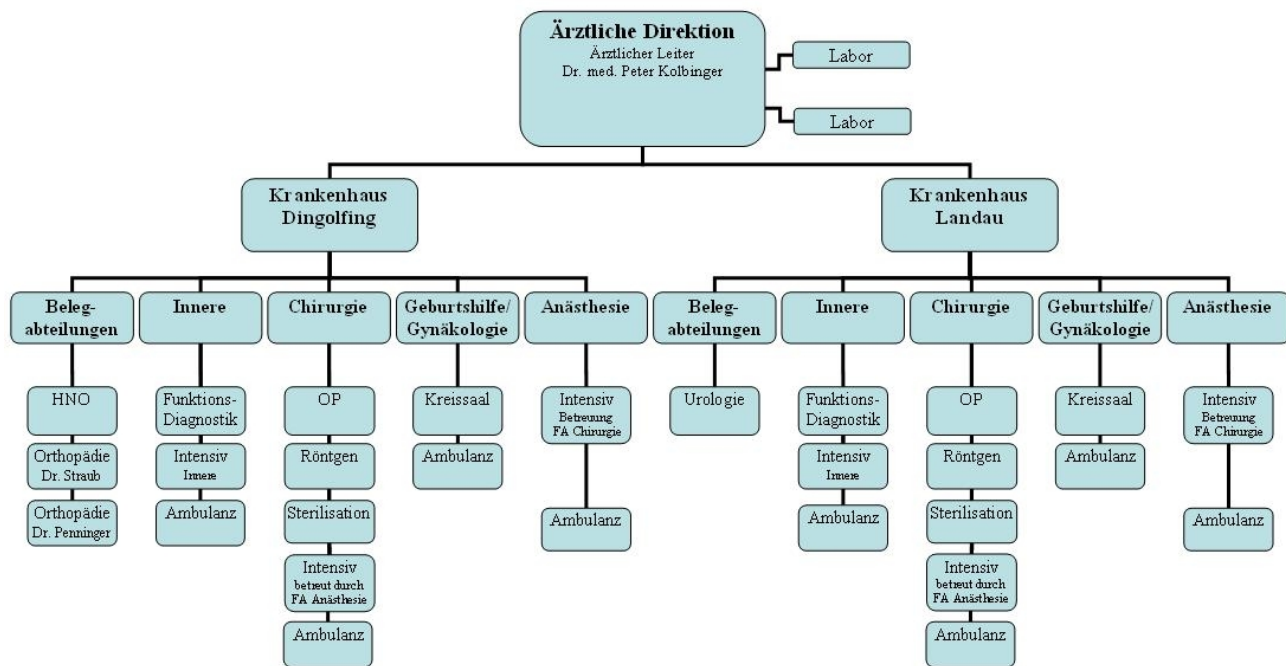 Ärztliche Direktion
Ärztlicher Leiter
Dr. med. Peter Kolbinger
Labor
Labor
Krankenhaus
Dingolfing
Krankenhaus
Landau
Beleg-
abteilungen
Innere
Chirurgie
Geburtshilfe/
Gynäkologie
Anästhesie
Beleg-
abteilungen
Innere
Chirurgie
Geburtshilfe/
Gynäkologie
Anästhesie
HNO
Orthopädie
Dr. Straub
Orthopädie
Dr. Penninger
Funktions-
Diagnostik
Intensiv
Innere
Ambulanz
OP
Röntgen
Sterilisation
Intensiv
betreut durch
FA Anästhesie
Ambulanz
Kreissaal
Ambulanz
Intensiv
Betreuung
FA Chirurgie
Ambulanz
Urologie
Funktions-
Diagnostik
Intensiv
Innere
Ambulanz
OP
Röntgen
Sterilisation
Intensiv
betreut durch
FA Anästhesie
Ambulanz
Kreissaal
Ambulanz
Intensiv
Betreuung
FA Chirurgie
Ambulanz